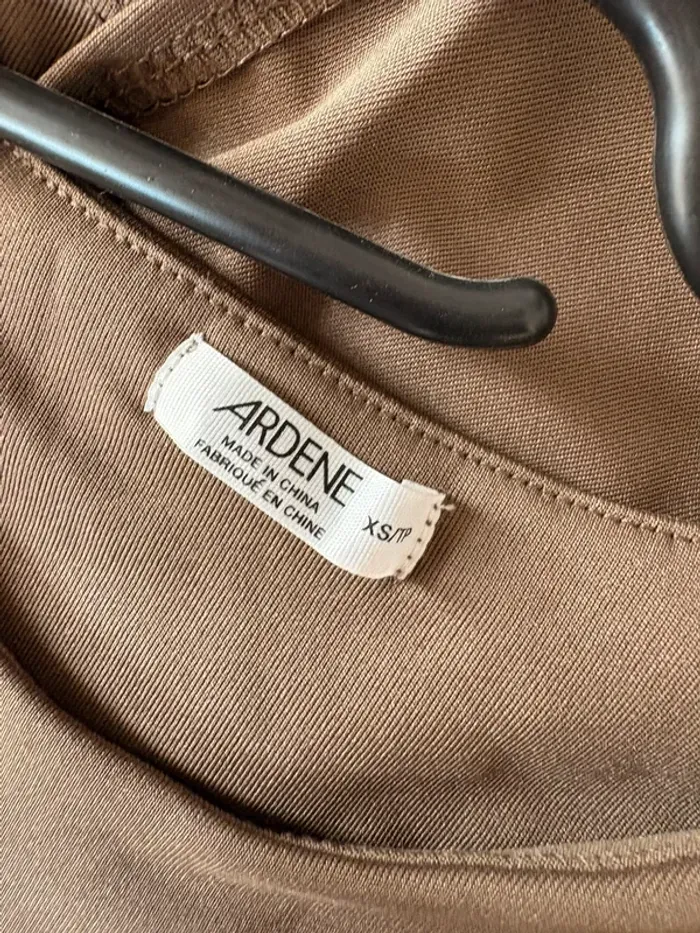 ARDENE
MADE IN CHINA
FABRIQUÉ EN CHINE
XS/TP